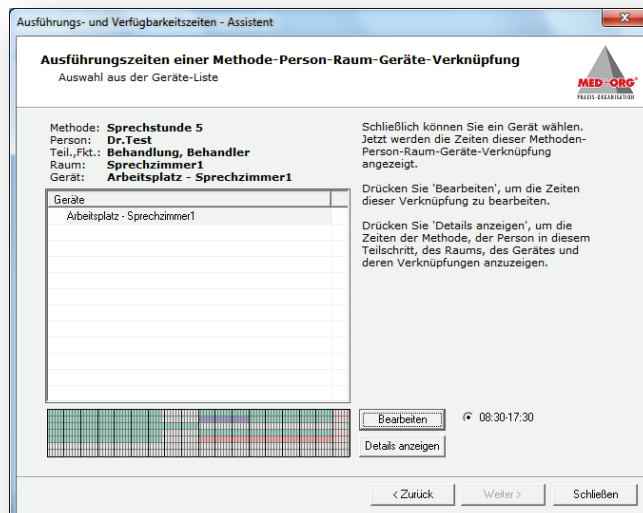 Ausführungs- und Verfügbarkeitszeiten - Assistent
Ausführungszeiten einer Methode-Person-Raum-Geräte-Verknüpfung
Auswahl aus der Geräte-Liste
MED-ORG®
PRAXIS-ORGANISATION
Methode: Sprechstunde 5
Person: Dr.Test
Teil.,Fkt.: Behandlung, Behandler
Raum: Sprechzimmer1
Gerät: Arbeitsplatz - Sprechzimmer1
Geräte
Arbeitsplatz - Sprechzimmer1
Schließlich können Sie ein Gerät wählen.
Jetzt werden die Zeiten dieser Methoden-
Person-Raum-Geräte-Verknüpfung
angezeigt.
Drücken Sie 'Bearbeiten', um die Zeiten
dieser Verknüpfung zu bearbeiten.
Drücken Sie 'Details anzeigen', um die
Zeiten der Methode, der Person in diesem
Teilschritt, des Raums, des Gerätes und
deren Verknüpfungen anzuzeigen.
Bearbeiten
08:30-17:30
Details anzeigen
< Zurück
Weiter >
Schließen